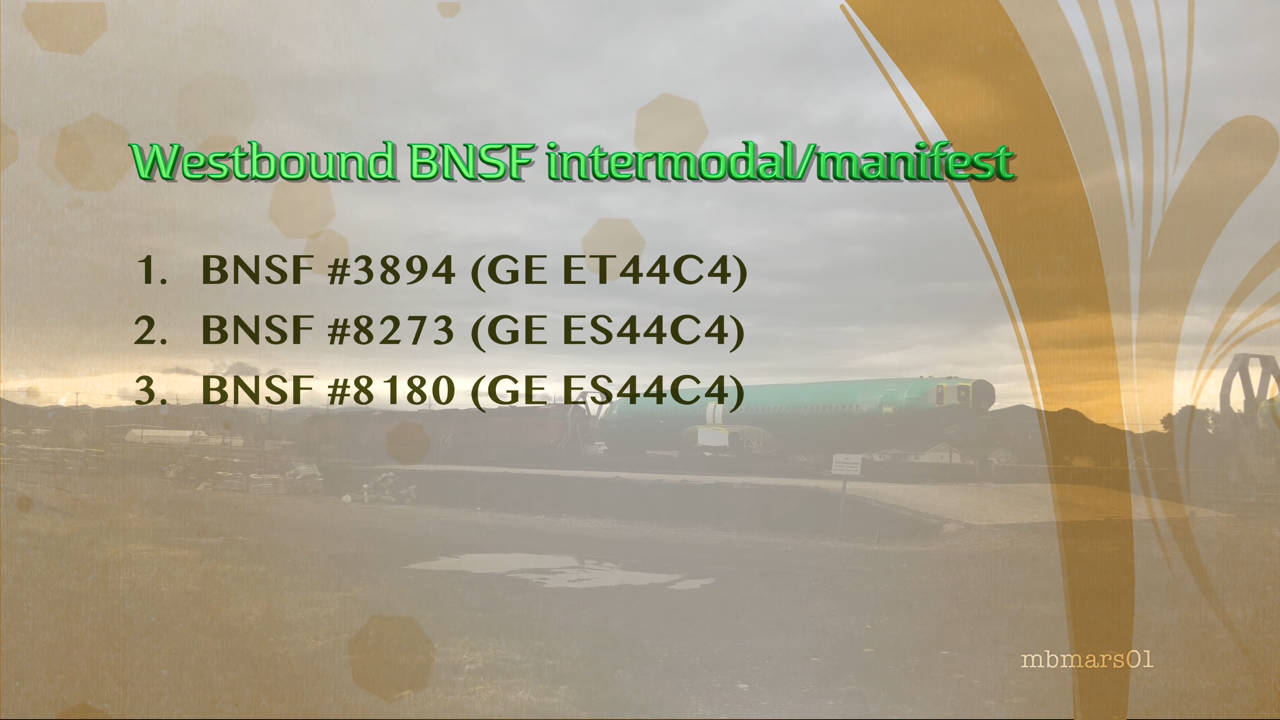 Westbound BNSF intermodal/manifest
1. BNSF #3894 (GE ET44C4)
2. BNSF #8273 (GE ES44C4)
3. BNSF #8180 (GE ES44C4)
mbmars01